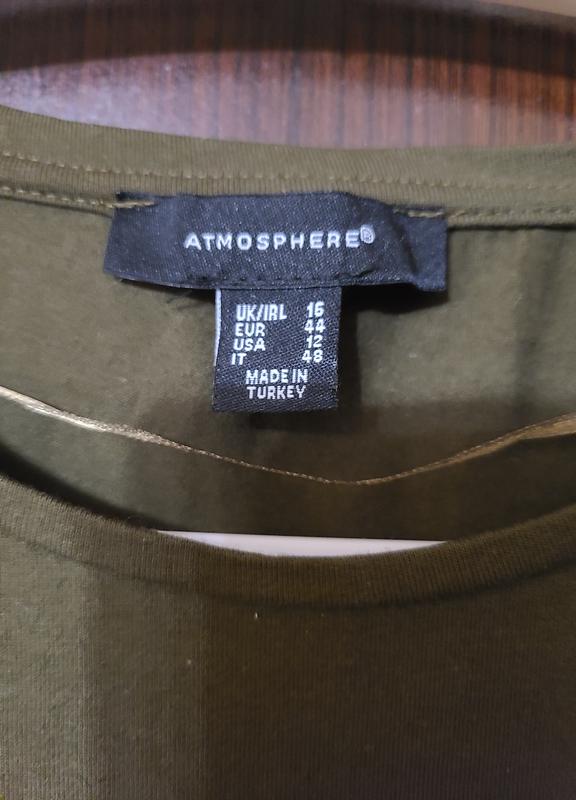 ATMOSPHERE®
UK/IRL 16
EUR 44
USA 12
IT 48
MADE IN
TURKEY